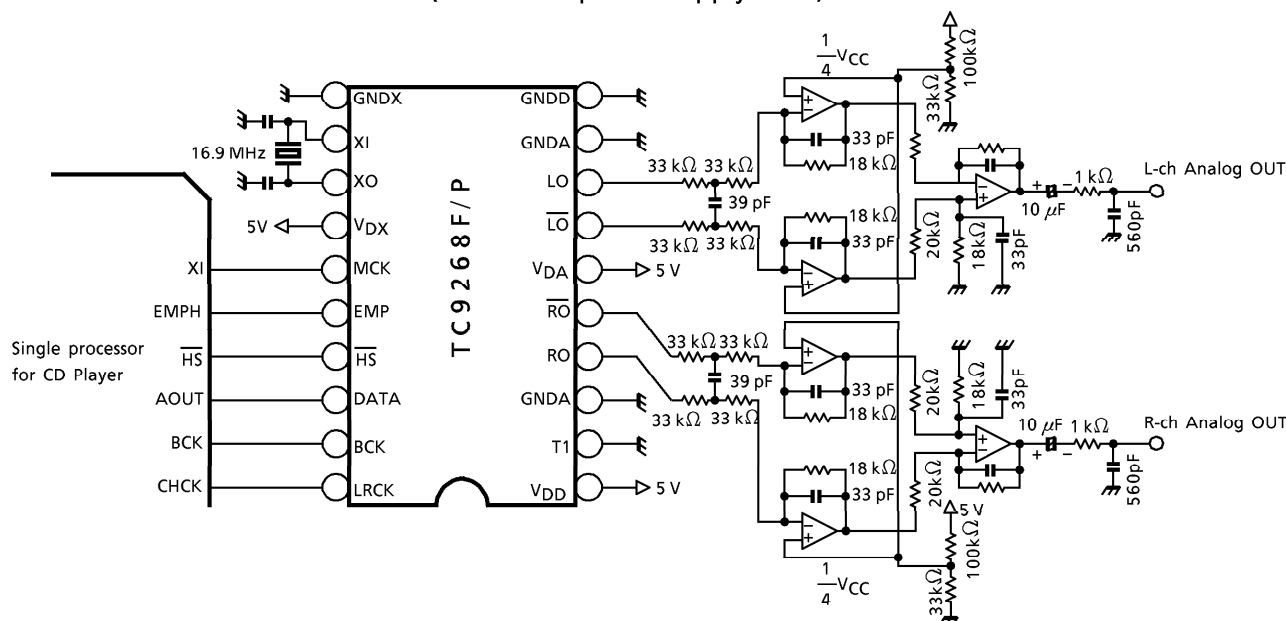 1/4 VCC
100kΩ
33kΩ
GNDX
GNDD
XI
GNDA
16.9 MHz
XO
LO
33 kΩ 33 kΩ
33 pF
18 kΩ
39 pF
5V
VDX
LO
33 kΩ 33 kΩ
18 kΩ
33 pF
20kΩ
18kΩ
33pF
10 μF
+ −
1 kΩ
560pF
L-ch Analog OUT
TC9268F/P
XI
MCK
VDA
5 V
EMPH
EMP
RO
Single processor
for CD Player
HS
HS
RO
33 kΩ 33 kΩ
39 pF
33 pF
18 kΩ
20kΩ
18kΩ
33pF
AOUT
DATA
GNDA
33 kΩ 33 kΩ
10 μF
+ −
1 kΩ
560pF
R-ch Analog OUT
BCK
BCK
T1
18 kΩ
33 pF
20kΩ
CHCK
LRCK
VDD
5 V
5 V
100kΩ
33kΩ
1/4 VCC